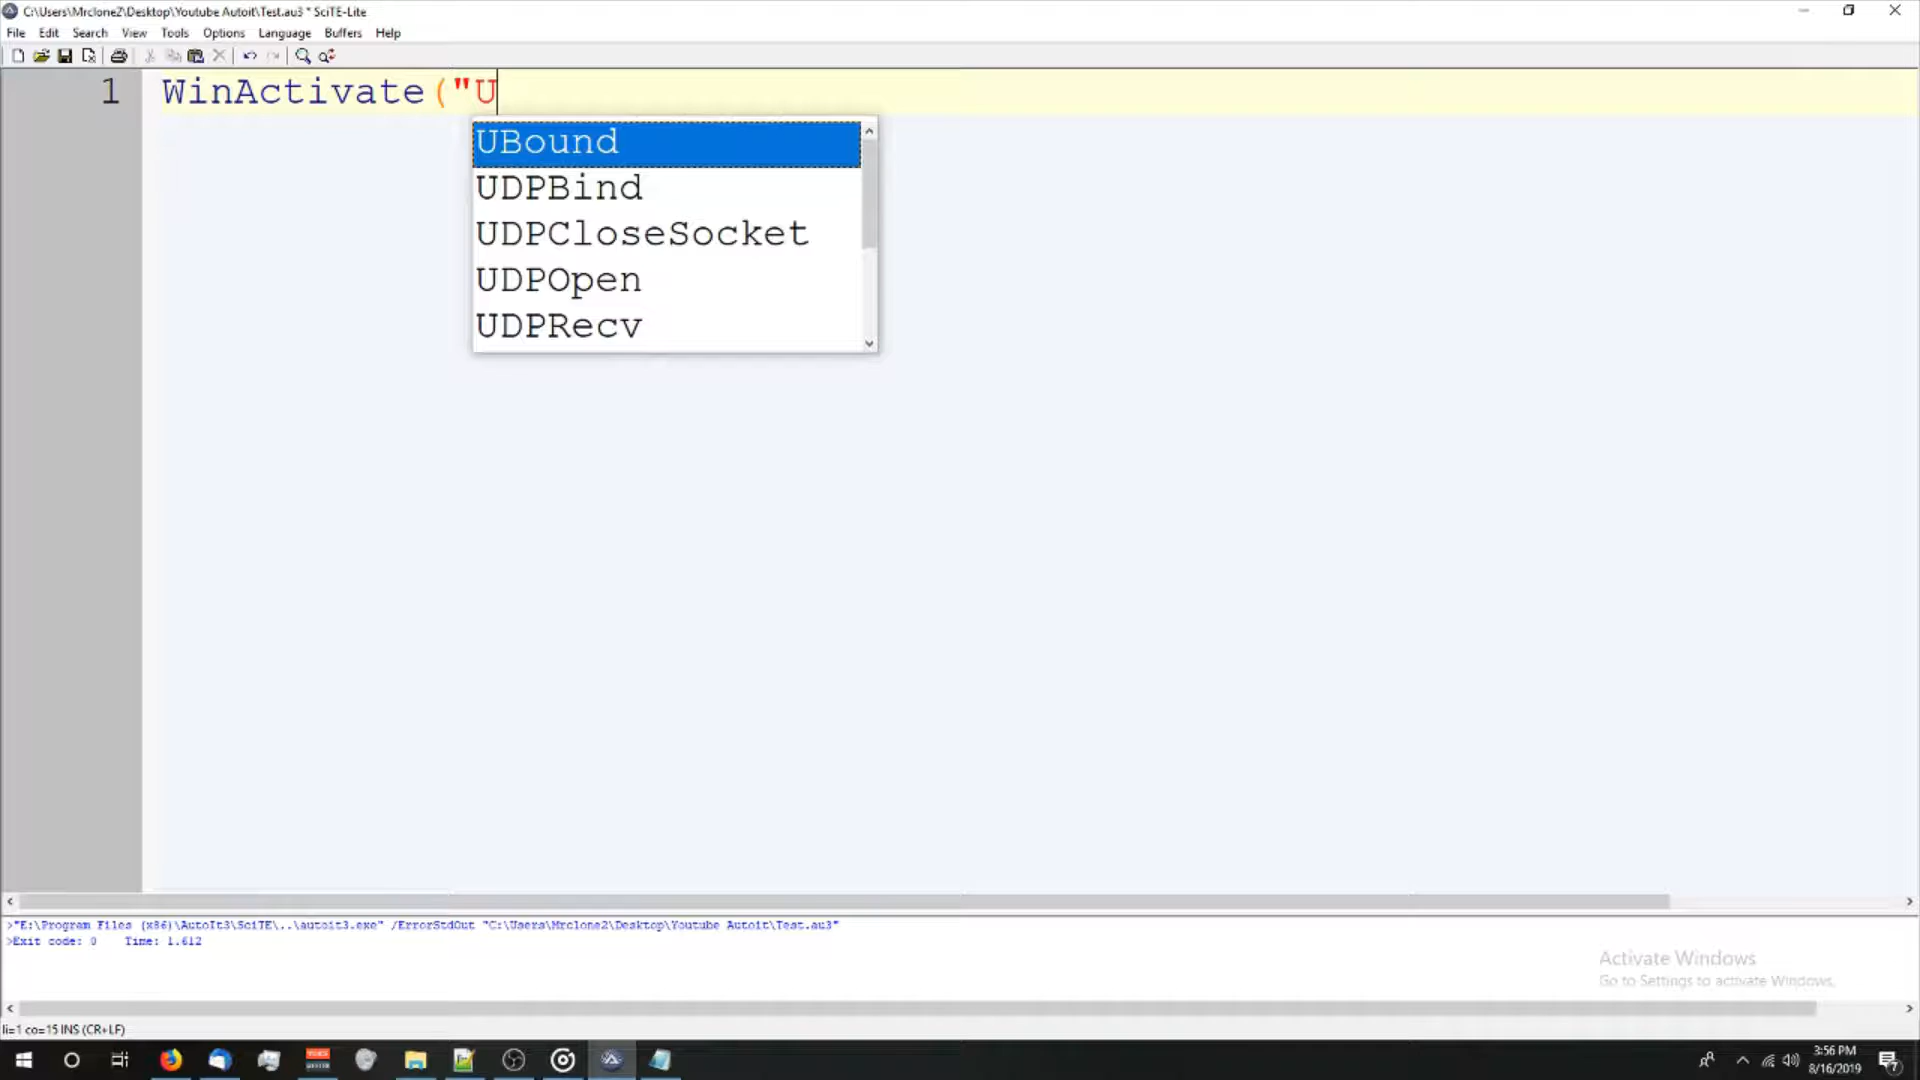 C:\Users\Mrclone2\Desktop\Youtube Autoit\Test.au3 * SciTE-Lite
File Edit Search View Tools Options Language Buffers Help
1 WinActivate("U
UBound
UDPBind
UDPCloseSocket
UDPOpen
UDPRecv
>"E:\Program Files (x86)\AutoIt3\SciTE\..\autoit3.exe" /ErrorStdOut "C:\Users\Mrclone2\Desktop\Youtube Autoit\Test.au3"
>Exit code: 0    Time: 1.612
Activate Windows
Go to Settings to activate Windows.
li=1 co=15 INS (CR+LF)
3:56 PM
8/16/2019
7